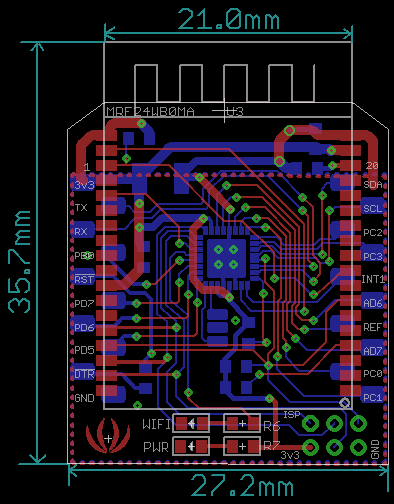 21.0mm
MRF24WB0MA U3
1 20
3v3 SDA
TX SCL
RX PC2
PB0 PC3
RST INT1
PD7 AD6
PD6 REF
PD5 AD7
DTR PC0
GND PC1
35.7mm
ISP
WIFI R6
PWR R7
3v3 GND
27.2mm